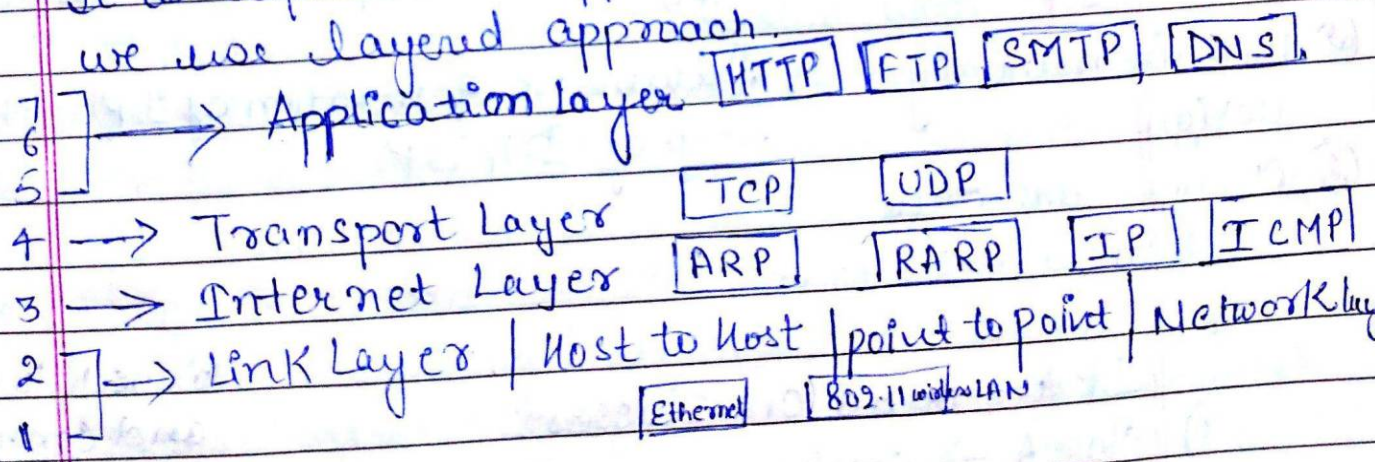 we use layered approach.
7 6 5 → Application layer HTTP FTP SMTP, DNS,
4 → Transport Layer TCP UDP
3 → Internet Layer ARP RARP IP ICMP
2 1 → Link Layer | Host to Host | point to point | Network lay
Ethernet 802.11 wireless LAN